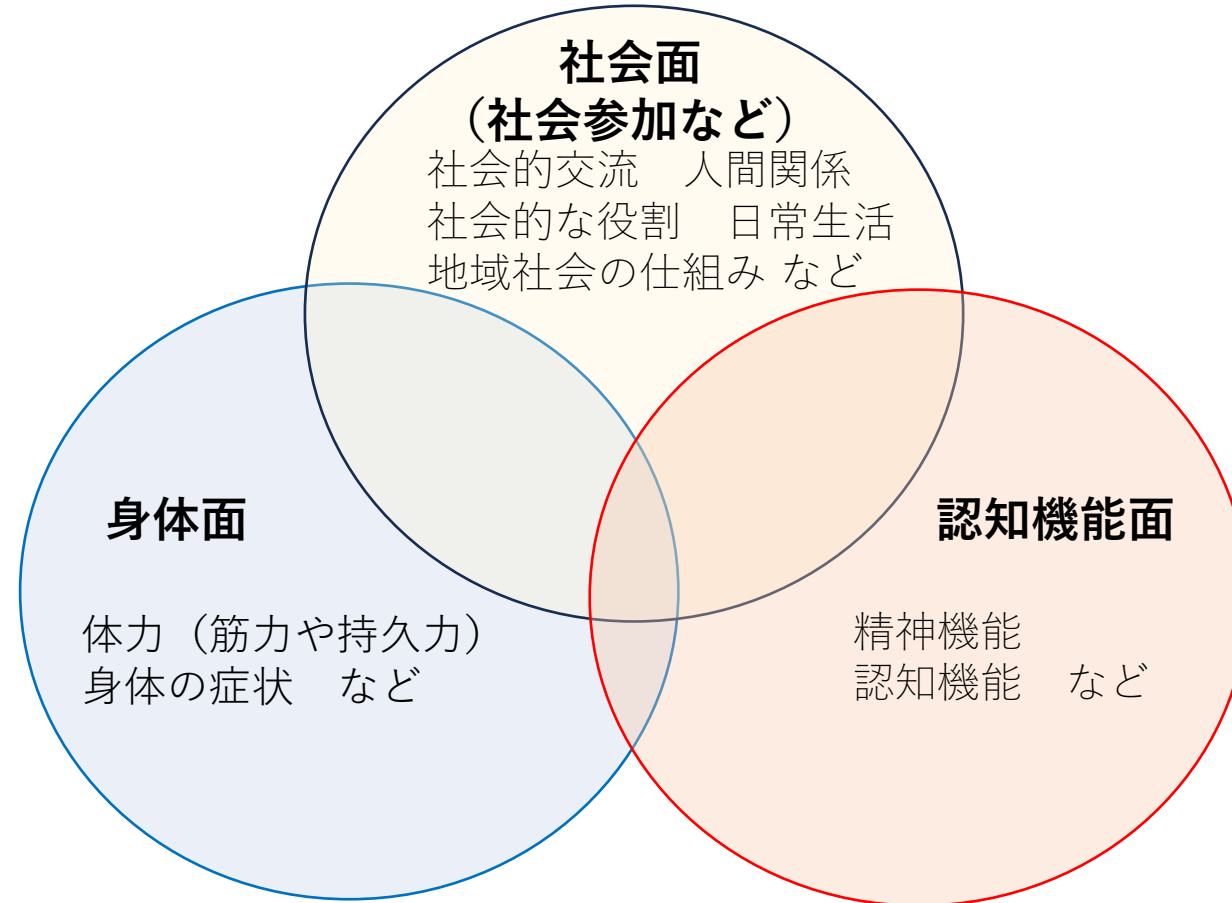 社会面
（社会参加など）
社会的交流　人間関係
社会的な役割　日常生活
地域社会の仕組み など
身体面
体力（筋力や持久力）
身体の症状　など
認知機能面
精神機能
認知機能　など